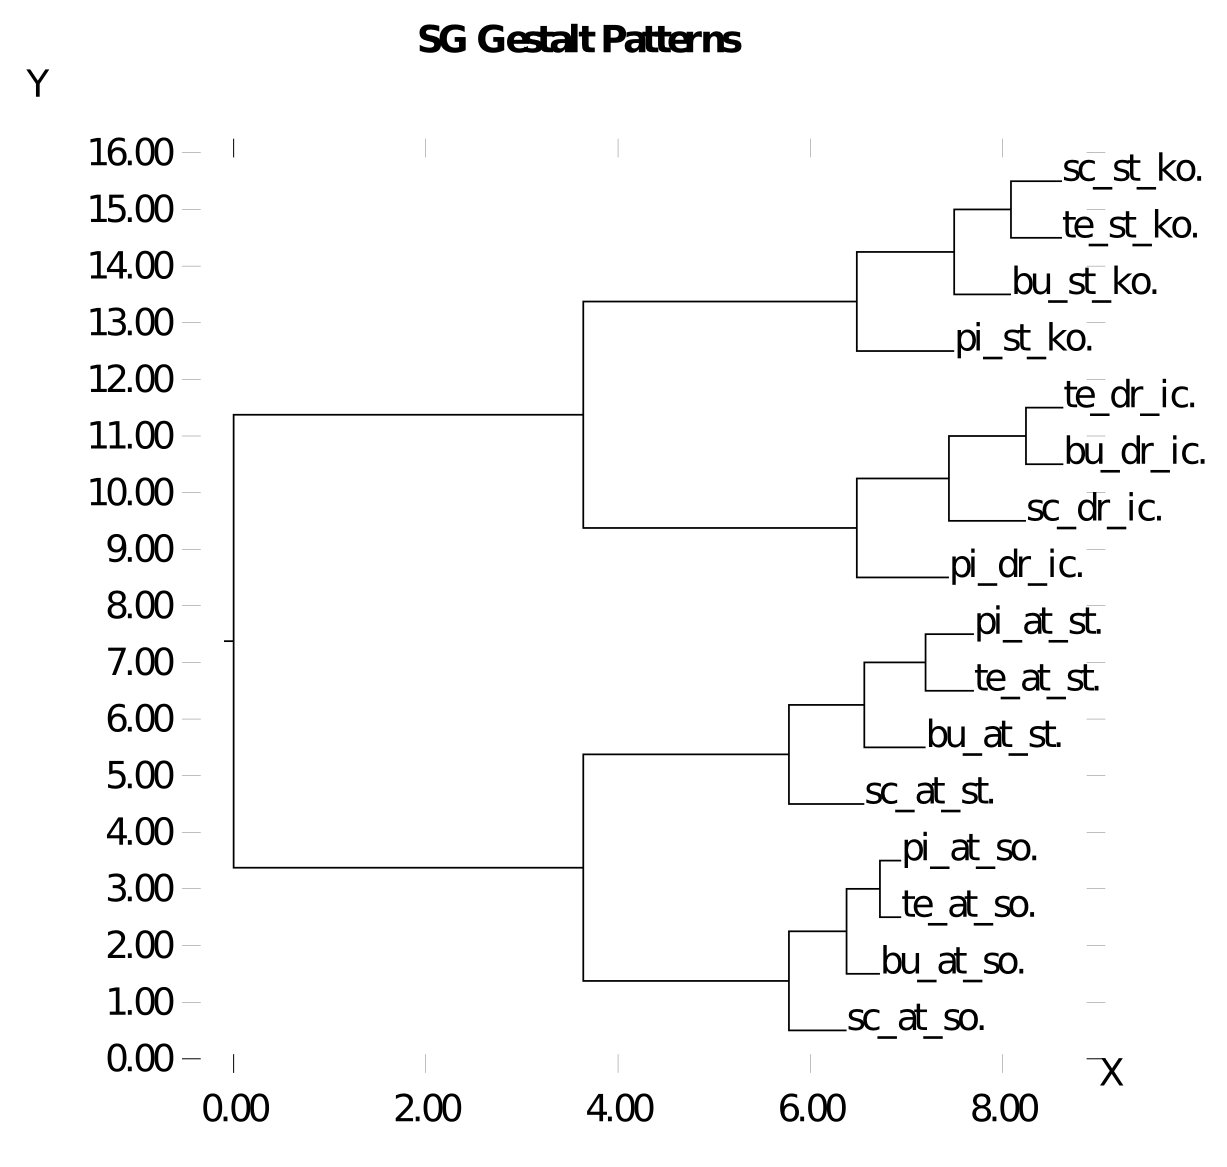 SG Gestalt Patterns
Y
16.00
sc_st_ko.
15.00
te_st_ko.
14.00
bu_st_ko.
13.00
pi_st_ko.
12.00
te_dr_ic.
11.00
bu_dr_ic.
10.00
sc_dr_ic.
9.00
pi_dr_ic.
8.00
pi_at_st.
7.00
te_at_st.
6.00
bu_at_st.
5.00
sc_at_st.
4.00
pi_at_so.
3.00
te_at_so.
2.00
bu_at_so.
1.00
sc_at_so.
0.00
X
0.00 2.00 4.00 6.00 8.00